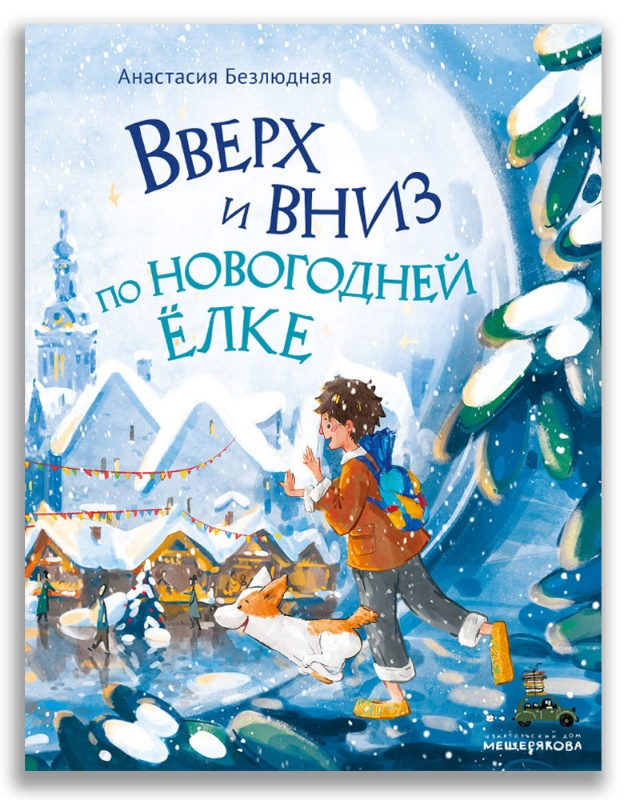 Анастасия Безлюдная
Вверх
и вниз
по новогодней
ёлке
издательский дом
Мещерякова